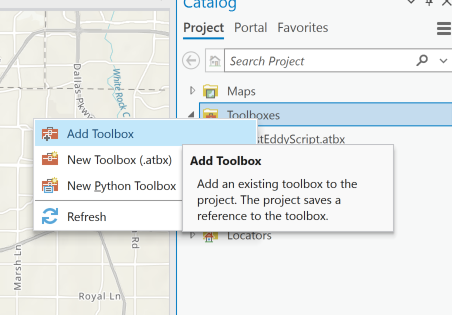 Catalog
Project Portal Favorites
Search Project
Maps
Toolboxes
stEddyScript.atbx
Locators
Add Toolbox
New Toolbox (.atbx)
New Python Toolbox
Refresh
Add Toolbox
Add an existing toolbox to the
project. The project saves a
reference to the toolbox.
Dallas Pkwy
White Rock C
Marsh Ln
Rd
Royal Ln